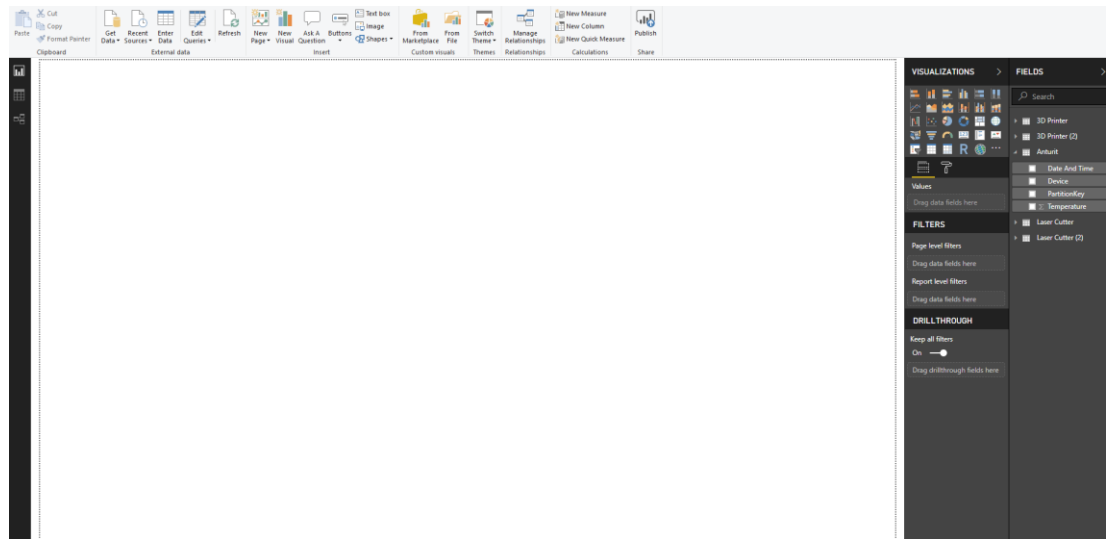 Paste
Cut
Copy
Format Painter
Clipboard
Get Data
Recent Sources
Enter Data
Edit Queries
Refresh
External data
New Page
New Visual
Ask A Question
Buttons
Text box
Image
Shapes
Insert
From Marketplace
From File
Custom visuals
Switch Theme
Themes
Manage Relationships
Relationships
New Measure
New Column
New Quick Measure
Calculations
Publish
Share
VISUALIZATIONS
R
Values
Drag data fields here
FILTERS
Page level filters
Drag data fields here
Report level filters
Drag data fields here
DRILLTHROUGH
Keep all filters
On
Drag drillthrough fields here
FIELDS
Search
3D Printer
3D Printer (2)
Anturit
Date And Time
Device
PartitionKey
Σ Temperature
Laser Cutter
Laser Cutter (2)